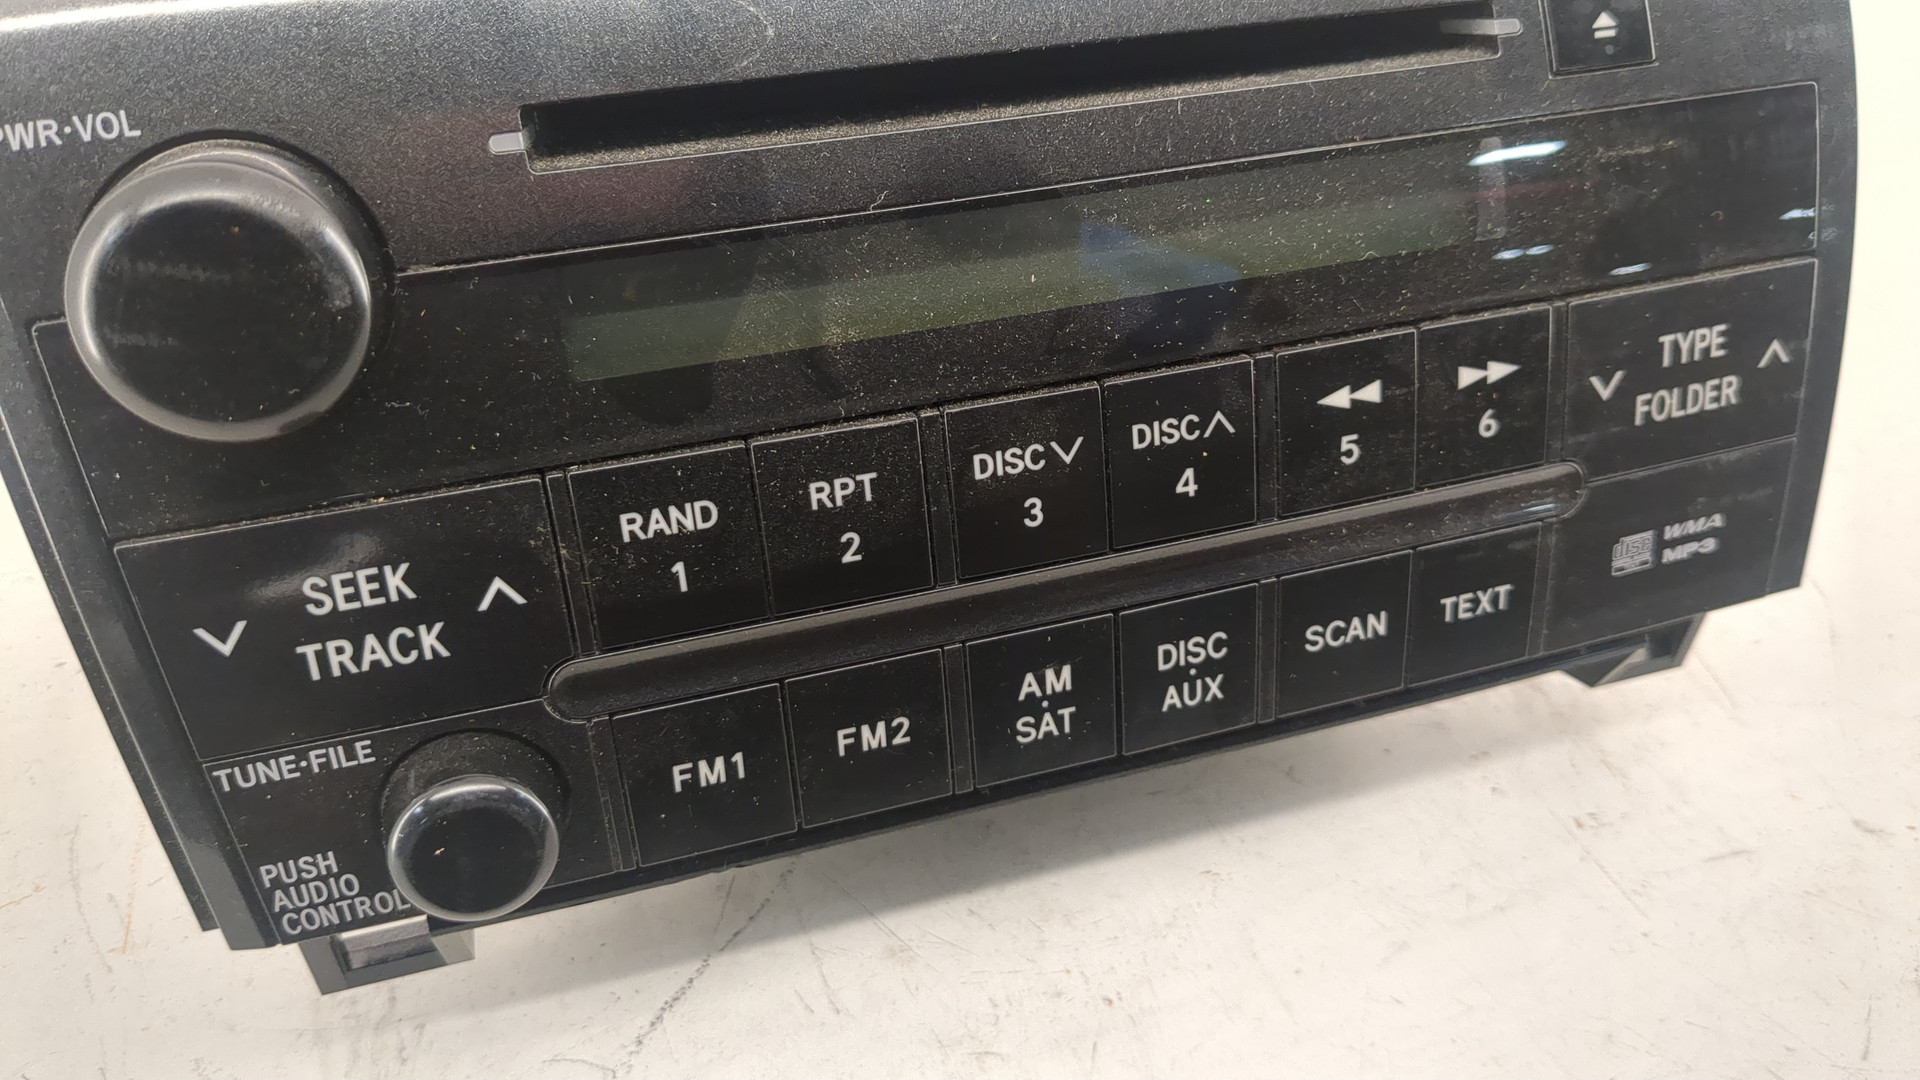 PWR·VOL
TYPE
FOLDER
DISC
3
DISC
4
5
6
RAND
1
RPT
2
SEEK
TRACK
disc
WMA
MP3
FM1
FM2
AM
SAT
DISC
AUX
SCAN
TEXT
TUNE·FILE
PUSH
AUDIO
CONTROL